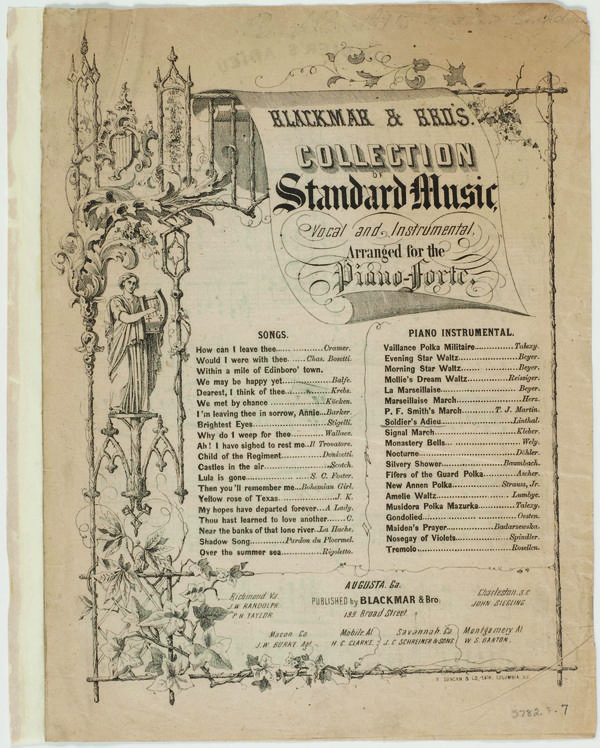 BLACKMAR & BRO'S.
COLLECTION
OF
Standard Music,
Vocal and Instrumental,
Arranged for the
Piano-Forte.
SONGS.
How can I leave thee.... ............Cramer.
Would I were with thee......Chas. Bosetti.
Within a mile of Edinboro' town.
We may be happy yet..................Balfe.
Dearest, I think of thee..............Krebs.
We met by chance..................Kücken.
I'm leaving thee in sorrow, Annie...Barker.
Brightest Eyes........................Stigelli.
Why do I weep for thee...........Wallace.
Ah! I have sighed to rest me..Il Trovatore.
Child of the Regiment............Donizetti.
Castles in the air....................Scotch.
Lula is gone....................S. C. Foster.
Then you'll remember me...Bohemian Girl.
Yellow rose of Texas.................J. K.
My hopes have departed forever...A Lady.
Thou hast learned to love another......C.
Near the banks of that lone river..La Hache.
Shadow Song..........Pardon du Ploermel.
Over the summer sea..............Rigoletto.
PIANO INSTRUMENTAL.
Vaillance Polka Militaire............Talexy.
Evening Star Waltz..................Beyer.
Morning Star Waltz..................Beyer.
Mollie's Dream Waltz..............Reissiger.
La Marseillaise......................Beyer.
Marseillaise March....................Herz.
P. F. Smith's March..........T. J. Martin.
Soldier's Adieu.....................Linthal.
Signal March........................Kleber.
Monastery Bells... ..................Wely.
Nocturne............................Döhler.
Silvery Shower...................Baumbach.
Fifers of the Guard Polka..........Ascher.
New Annen Polka...............Strauss, Jr.
Amelie Waltz.......................Lumbye.
Musidora Polka Mazurka............Talexy.
Gondolied...........................Oesten.
Maiden's Prayer..............Badarzewska.
Nosegay of Violets................Spindler.
Tremolo............................Rosellen.
AUGUSTA, Ga.
PUBLISHED by BLACKMAR & Bro.
199 Broad Street
Richmond Va.
J.W. RANDOLPH.
P.H. TAYLOR.
Charleston S.C.
JOHN SIEGLING
Macon Ga
J.W. BURKE Agt
Mobile Al
H. C. CLARKE.
Savannah, Ga
J. C SCHREINER & SONS
Montgomery Al
W. S. BARTON.
DUNCAN & CO, COLUMBIA, S.C.
7